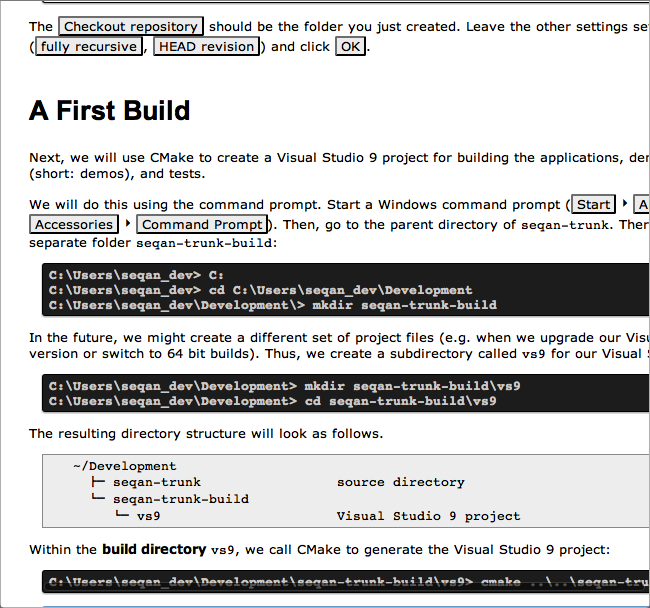 The Checkout repository should be the folder you just created. Leave the other settings
(fully recursive, HEAD revision) and click OK.
A First Build
Next, we will use CMake to create a Visual Studio 9 project for building the applications,
(short: demos), and tests.
We will do this using the command prompt. Start a Windows command prompt (Start ▸
Accessories ▸ Command Prompt). Then, go to the parent directory of seqan-trunk.
separate folder seqan-trunk-build:
C:\Users\seqan_dev> C:
C:\Users\seqan_dev> cd C:\Users\seqan_dev\Development
C:\Users\seqan_dev\Development\> mkdir seqan-trunk-build
In the future, we might create a different set of project files (e.g. when we upgrade our
version or switch to 64 bit builds). Thus, we create a subdirectory called vs9 for our Visual
C:\Users\seqan_dev\Development> mkdir seqan-trunk-build\vs9
C:\Users\seqan_dev\Development> cd seqan-trunk-build\vs9
The resulting directory structure will look as follows.
~/Development
├─ seqan-trunk source directory
└─ seqan-trunk-build
└─ vs9 Visual Studio 9 project
Within the build directory vs9, we call CMake to generate the Visual Studio 9 project:
C:\Users\seqan_dev\Development\seqan-trunk-build\vs9> cmake ..\..\seqan-tru